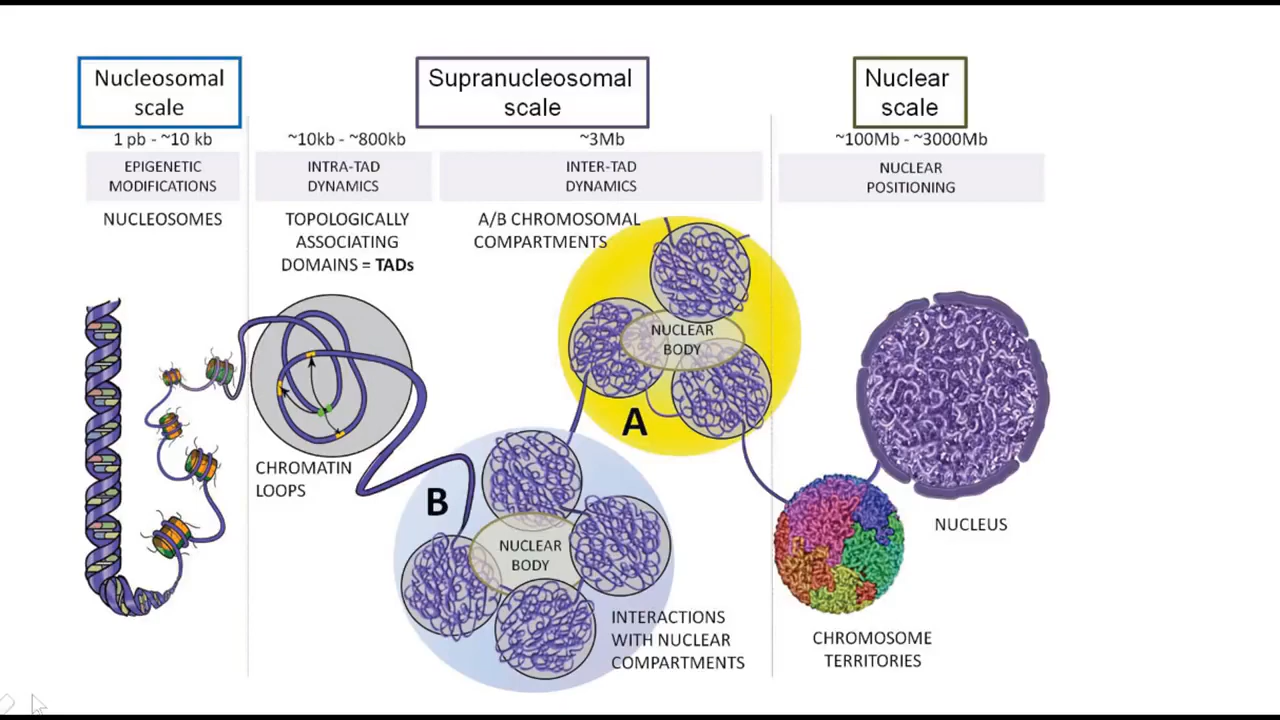 Nucleosomal
scale
1 pb - ~10 kb
EPIGENETIC
MODIFICATIONS
NUCLEOSOMES
Supranucleosomal
scale
~10kb - ~800kb
INTRA-TAD
DYNAMICS
TOPOLOGICALLY
ASSOCIATING
DOMAINS = TADs
CHROMATIN
LOOPS
~3Mb
INTER-TAD
DYNAMICS
A/B CHROMOSOMAL
COMPARTMENTS
NUCLEAR
BODY
A
B
NUCLEAR
BODY
INTERACTIONS
WITH NUCLEAR
COMPARTMENTS
Nuclear
scale
~100Mb - ~3000Mb
NUCLEAR
POSITIONING
NUCLEUS
CHROMOSOME
TERRITORIES